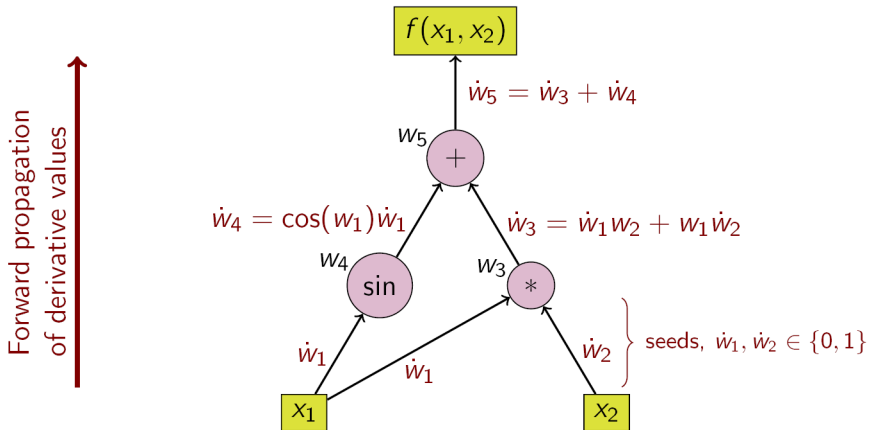 f(x₁, x₂)
ẇ₅ = ẇ₃ + ẇ₄
w₅
+
Forward propagation
of derivative values
ẇ₄ = cos(w₁)ẇ₁
ẇ₃ = ẇ₁w₂ + w₁ẇ₂
w₄
sin
w₃
*
ẇ₁
ẇ₁
ẇ₂
seeds, ẇ₁, ẇ₂ ∈ {0, 1}
x₁
x₂